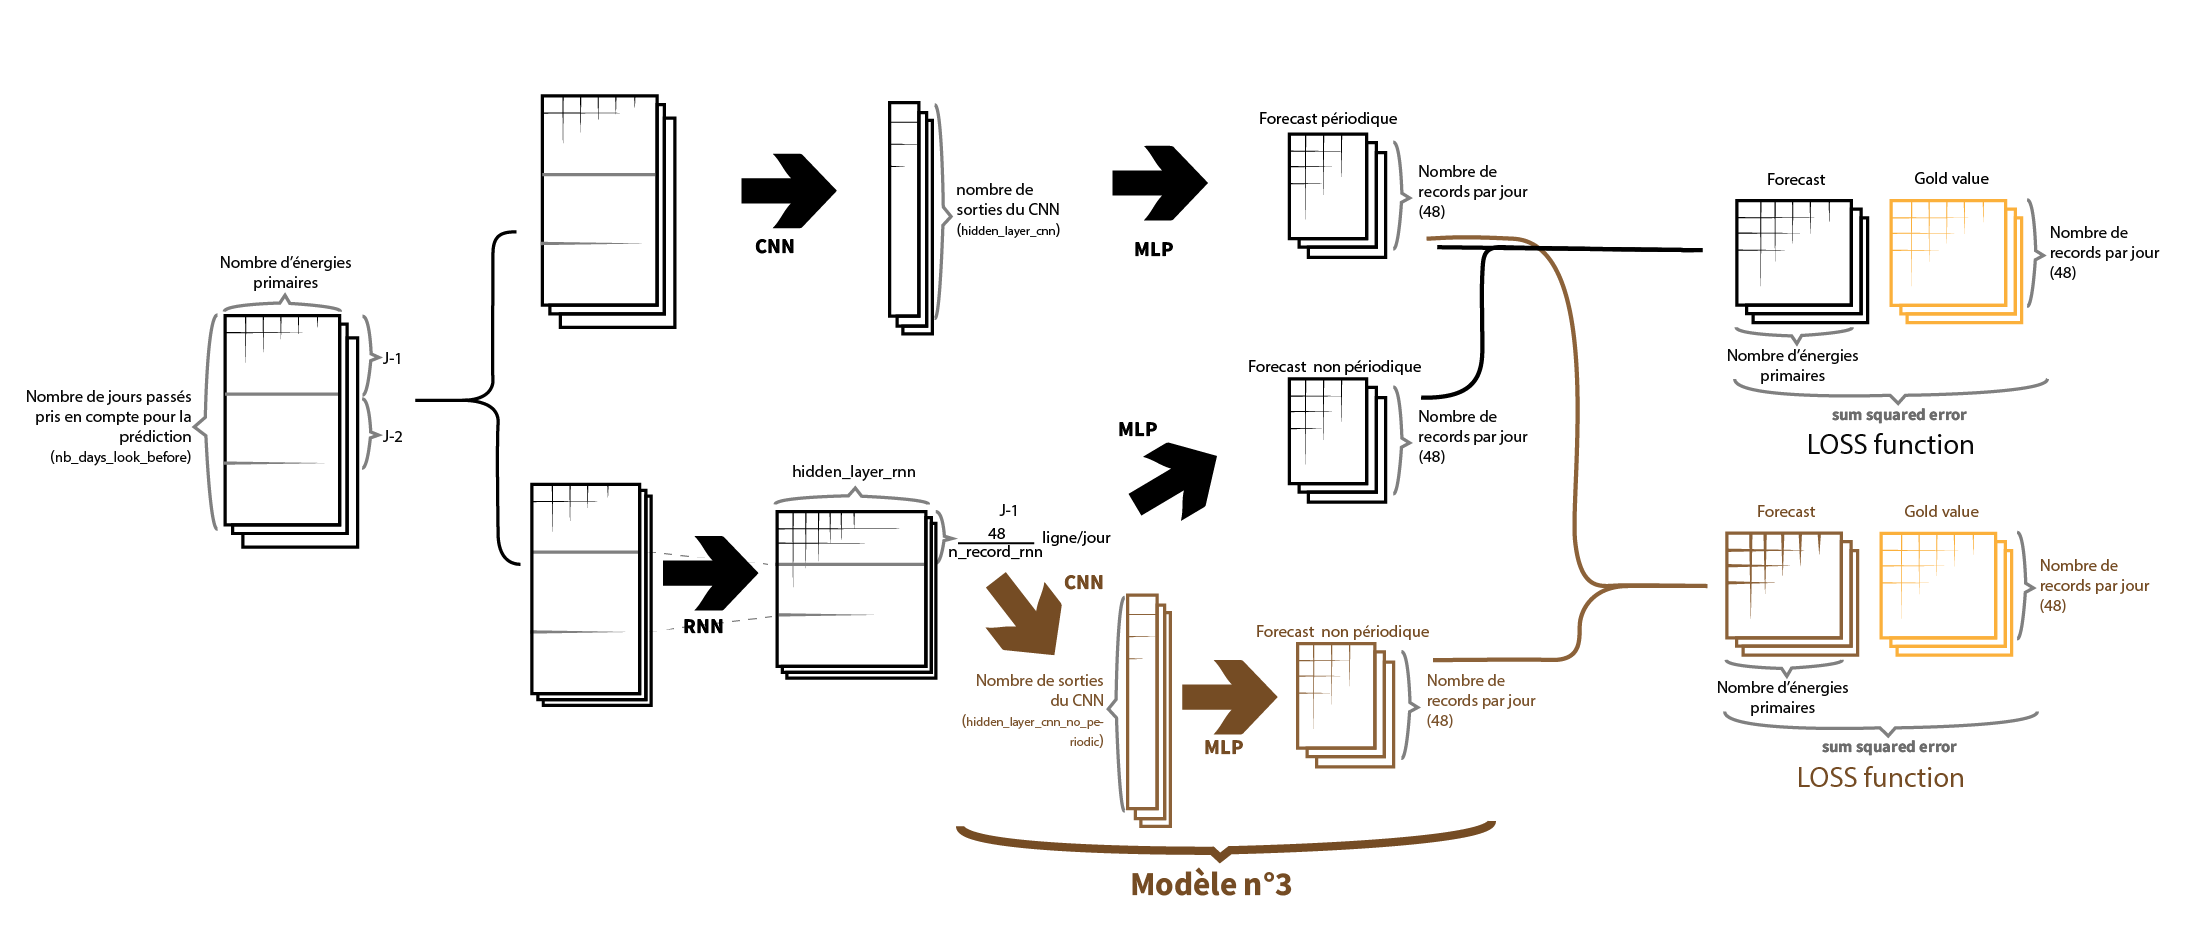 Nombre d'énergies
primaires
J-1
J-2
Nombre de jours passés
pris en compte pour la
prédiction
(nb_days_look_before)
CNN
nombre de
sorties du CNN
(hidden_layer_cnn)
MLP
Forecast périodique
Nombre de
records par jour
(48)
RNN
hidden_layer_rnn
J-1
48
n_record_rnn
ligne/jour
MLP
Forecast non périodique
Nombre de
records par jour
(48)
CNN
Nombre de sorties
du CNN
(hidden_layer_cnn_no_pe-
riodic)
MLP
Forecast non périodique
Nombre de
records par jour
(48)
Modèle n°3
Forecast
Gold value
Nombre de
records par jour
(48)
Nombre d'énergies
primaires
sum squared error
LOSS function
Forecast
Gold value
Nombre de
records par jour
(48)
Nombre d'énergies
primaires
sum squared error
LOSS function